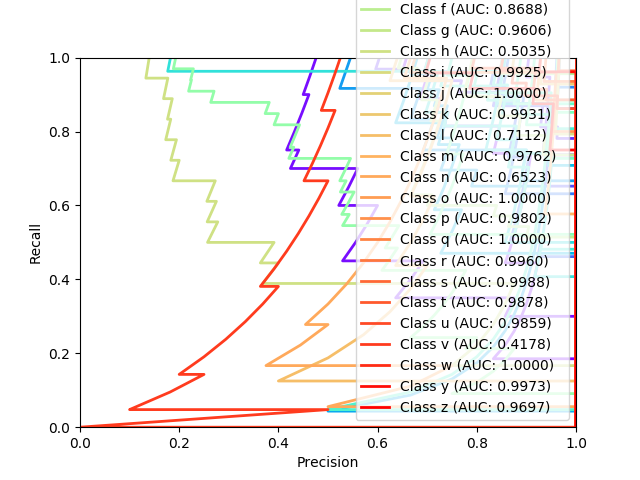 Class f (AUC: 0.8688)
Class g (AUC: 0.9606)
Class h (AUC: 0.5035)
Class i (AUC: 0.9925)
Class j (AUC: 1.0000)
Class k (AUC: 0.9931)
Class l (AUC: 0.7112)
Class m (AUC: 0.9762)
Class n (AUC: 0.6523)
Class o (AUC: 1.0000)
Class p (AUC: 0.9802)
Class q (AUC: 1.0000)
Class r (AUC: 0.9960)
Class s (AUC: 0.9988)
Class t (AUC: 0.9878)
Class u (AUC: 0.9859)
Class v (AUC: 0.4178)
Class w (AUC: 1.0000)
Class y (AUC: 0.9973)
Class z (AUC: 0.9697)
1.0
0.8
0.6
0.4
0.2
0.0
Recall
0.0 0.2 0.4 0.6 0.8 1.0
Precision